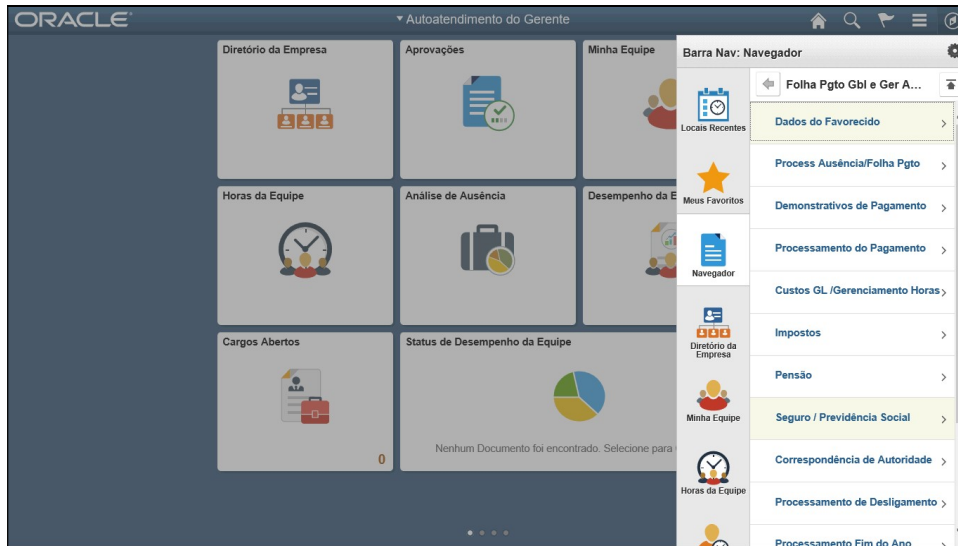 ORACLE
Autoatendimento do Gerente
Diretório da Empresa
Aprovações
Minha Equipe
Horas da Equipe
Análise de Ausência
Desempenho da E
Cargos Abertos
0
Status de Desempenho da Equipe
Nenhum Documento foi encontrado. Selecione para
Barra Nav: Navegador
Locais Recentes
Meus Favoritos
Navegador
Diretório da
Empresa
Minha Equipe
Horas da Equipe
Folha Pgto Gbl e Ger A...
Dados do Favorecido
Process Ausência/Folha Pgto
Demonstrativos de Pagamento
Processamento do Pagamento
Custos GL /Gerenciamento Horas
Impostos
Pensão
Seguro / Previdência Social
Correspondência de Autoridade
Processamento de Desligamento
Processamento Fim do Ano